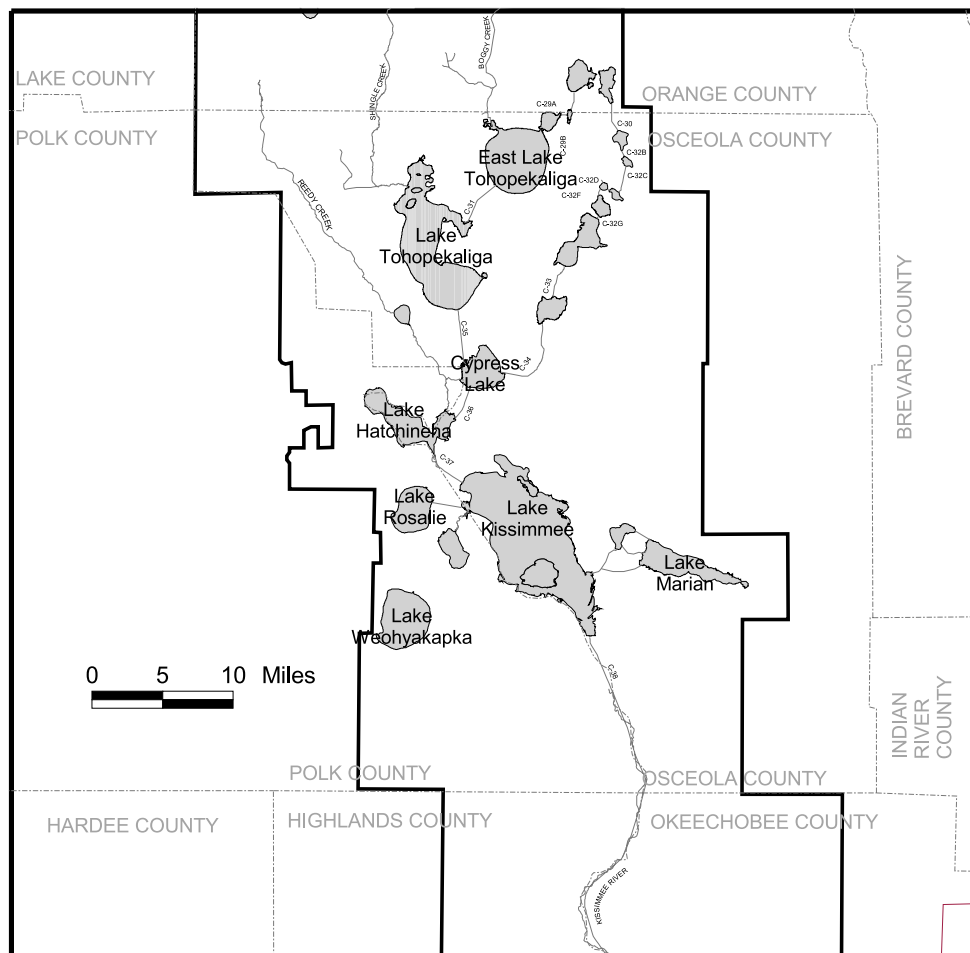 BOGGY CREEK
SHINGLE CREEK
LAKE COUNTY
ORANGE COUNTY
C-29A
C-30
POLK COUNTY
OSCEOLA COUNTY
C-29B
C-32B
East Lake
Tohopekaliga
C-32C
C-32D
C-32F
REEDY CREEK
C-31
C-32G
Lake
Tohopekaliga
C-33
BREVARD COUNTY
C-35
Cypress
Lake
C-34
Lake
Hatchineha
C-36
C-37
Lake
Rosalie
Lake
Kissimmee
Lake
Marian
Lake
Weohyakapka
0 5 10 Miles
C-38
INDIAN
RIVER
COUNTY
POLK COUNTY
OSCEOLA COUNTY
HARDEE COUNTY
HIGHLANDS COUNTY
OKEECHOBEE COUNTY
KISSIMMEE RIVER